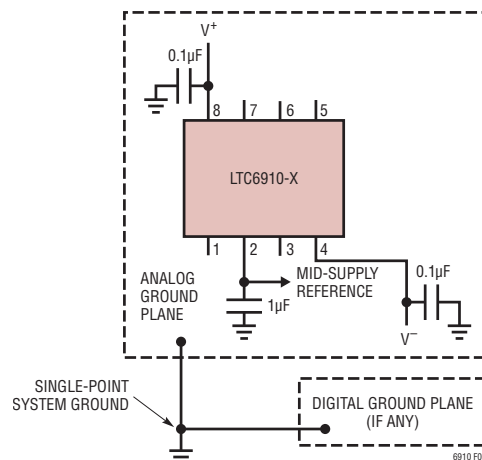 V+
0.1µF
8
7
6
5
LTC6910-X
1
2
3
4
ANALOG
GROUND
PLANE
MID-SUPPLY
REFERENCE
1µF
0.1µF
V−
SINGLE-POINT
SYSTEM GROUND
DIGITAL GROUND PLANE
(IF ANY)
6910 F0